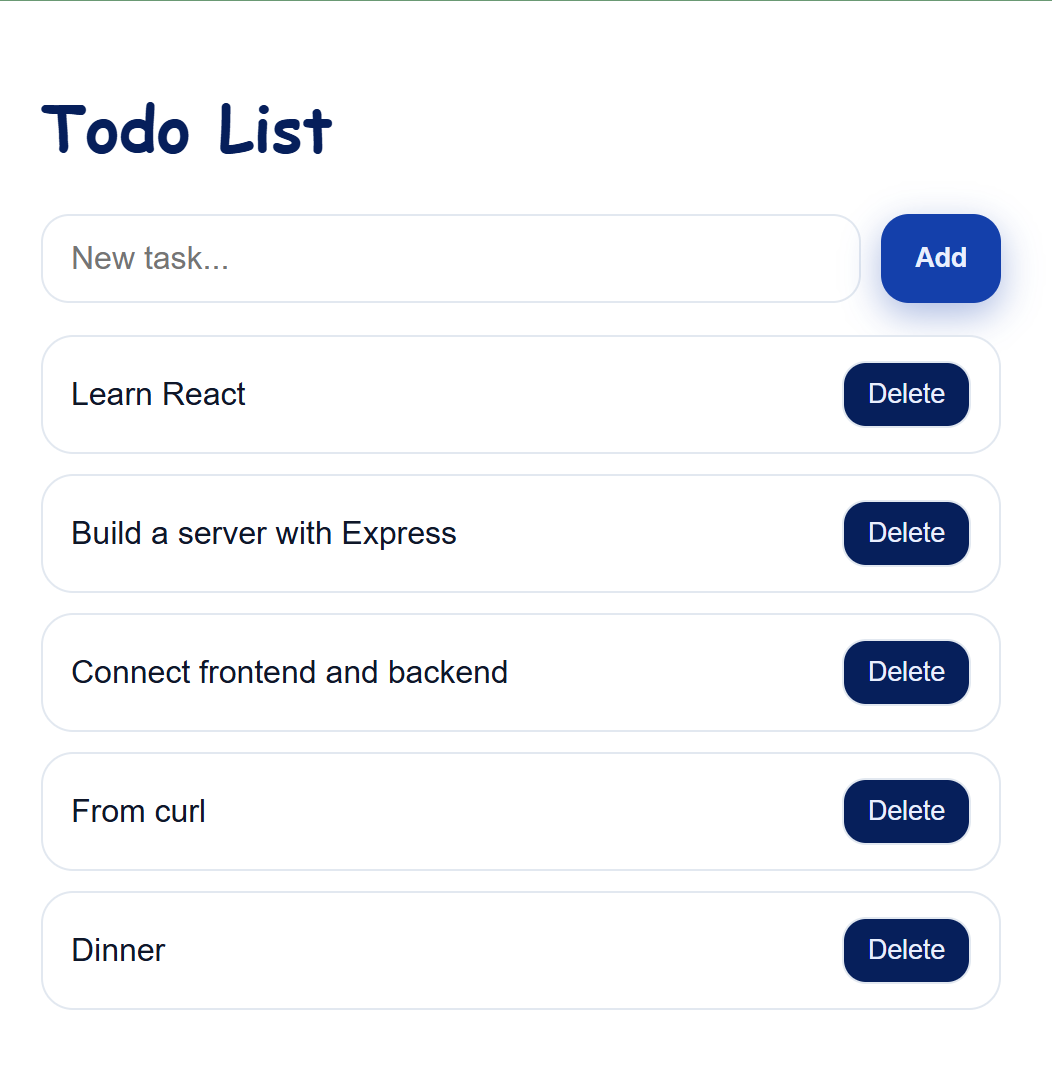 Todo List
New task...
Add
Learn React
Delete
Build a server with Express
Delete
Connect frontend and backend
Delete
From curl
Delete
Dinner
Delete